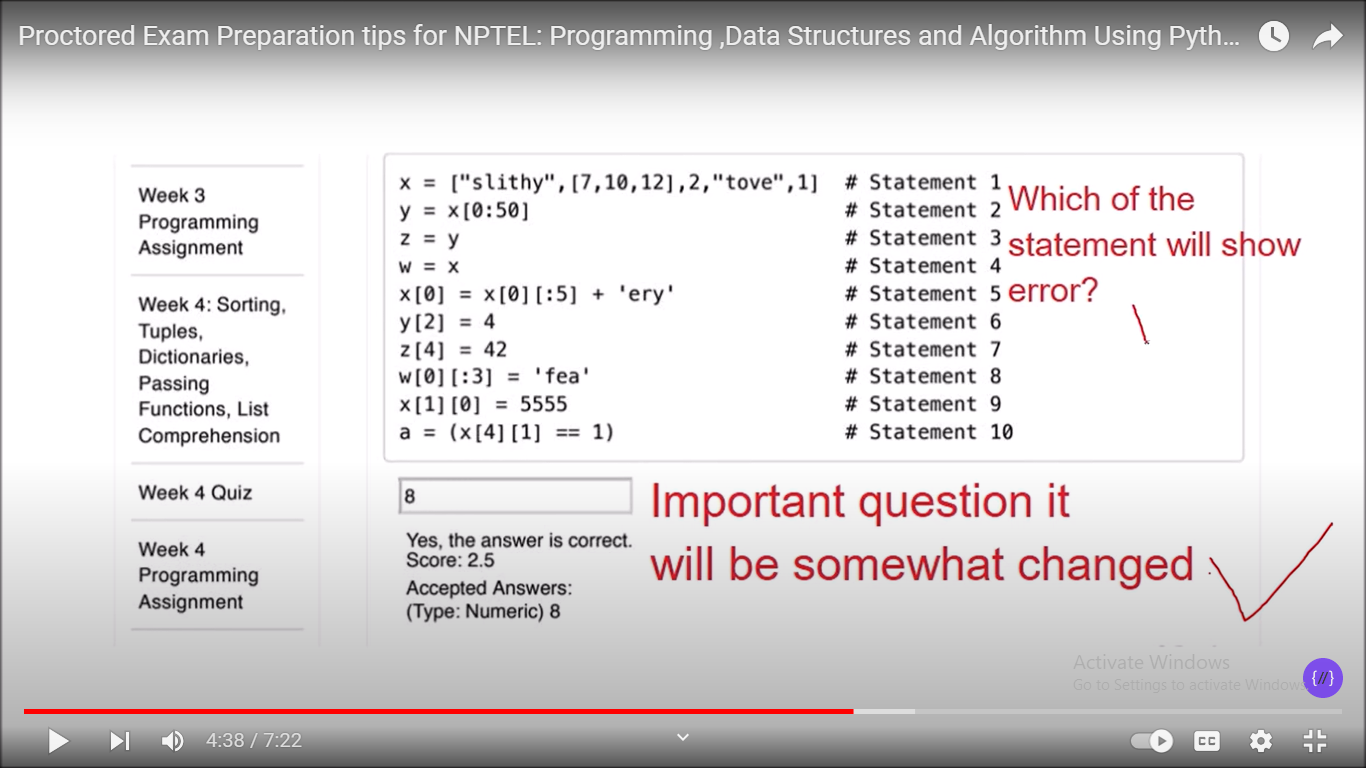 Proctored Exam Preparation tips for NPTEL: Programming ,Data Structures and Algorithm Using Pyth...
Week 3
Programming
Assignment
Week 4: Sorting,
Tuples,
Dictionaries,
Passing
Functions, List
Comprehension
Week 4 Quiz
Week 4
Programming
Assignment
x = ["slithy",[7,10,12],2,"tove",1] # Statement 1
y = x[0:50] # Statement 2
z = y # Statement 3
w = x # Statement 4
x[0] = x[0][:5] + 'ery' # Statement 5
y[2] = 4 # Statement 6
z[4] = 42 # Statement 7
w[0][:3] = 'fea' # Statement 8
x[1][0] = 5555 # Statement 9
a = (x[4][1] == 1) # Statement 10
Which of the
statement will show
error?
8
Yes, the answer is correct.
Score: 2.5
Accepted Answers:
(Type: Numeric) 8
Important question it
will be somewhat changed
Activate Windows
Go to Settings to activate Windows
{//}
4:38 / 7:22
CC